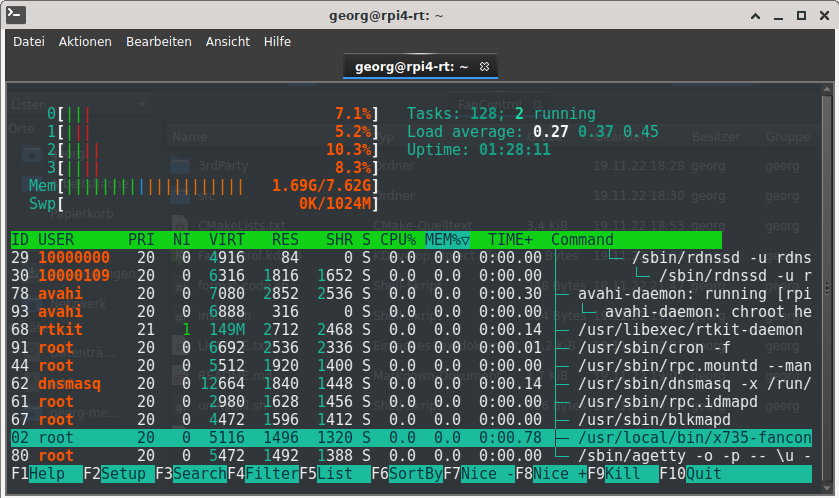 georg@rpi4-rt: ~
Datei Aktionen Bearbeiten Ansicht Hilfe
georg@rpi4-rt: ~
0[||| 7.1%] Tasks: 128; 2 running
1[||| 5.2%] Load average: 0.27 0.37 0.45
2[|||| 10.3%] Uptime: 01:28:11
3[|||| 8.3%]
Mem[||||||||||||||||||||1.69G/7.62G]
Swp[ 0K/1024M]
ID USER PRI NI VIRT RES SHR S CPU% MEM%▽ TIME+ Command
29 10000000 20 0 4916 84 0 S 0.0 0.0 0:00.00 │ └─ /sbin/rdnssd -u rdns
30 10000109 20 0 6316 1816 1652 S 0.0 0.0 0:00.00 │ └─ /sbin/rdnssd -u r
78 avahi 20 0 7080 2852 2536 S 0.0 0.0 0:00.30 ├─ avahi-daemon: running [rpi
93 avahi 20 0 6888 316 0 S 0.0 0.0 0:00.00 │ └─ avahi-daemon: chroot he
68 rtkit 21 1 149M 2712 2468 S 0.0 0.0 0:00.14 ├─ /usr/libexec/rtkit-daemon
91 root 20 0 6692 2536 2336 S 0.0 0.0 0:00.01 ├─ /usr/sbin/cron -f
44 root 20 0 5512 1920 1400 S 0.0 0.0 0:00.00 ├─ /usr/sbin/rpc.mountd --man
62 dnsmasq 20 0 12664 1840 1448 S 0.0 0.0 0:00.14 ├─ /usr/sbin/dnsmasq -x /run/
61 root 20 0 2980 1628 1456 S 0.0 0.0 0:00.00 ├─ /usr/sbin/rpc.idmapd
67 root 20 0 4472 1596 1412 S 0.0 0.0 0:00.00 ├─ /usr/sbin/blkmapd
02 root 20 0 5116 1496 1320 S 0.0 0.0 0:00.78 ├─ /usr/local/bin/x735-fancon
80 root 20 0 5472 1492 1388 S 0.0 0.0 0:00.00 ├─ /sbin/agetty -o -p -- \u -
F1Help F2Setup F3SearchF4FilterF5List F6SortByF7Nice -F8Nice +F9Kill F10Quit